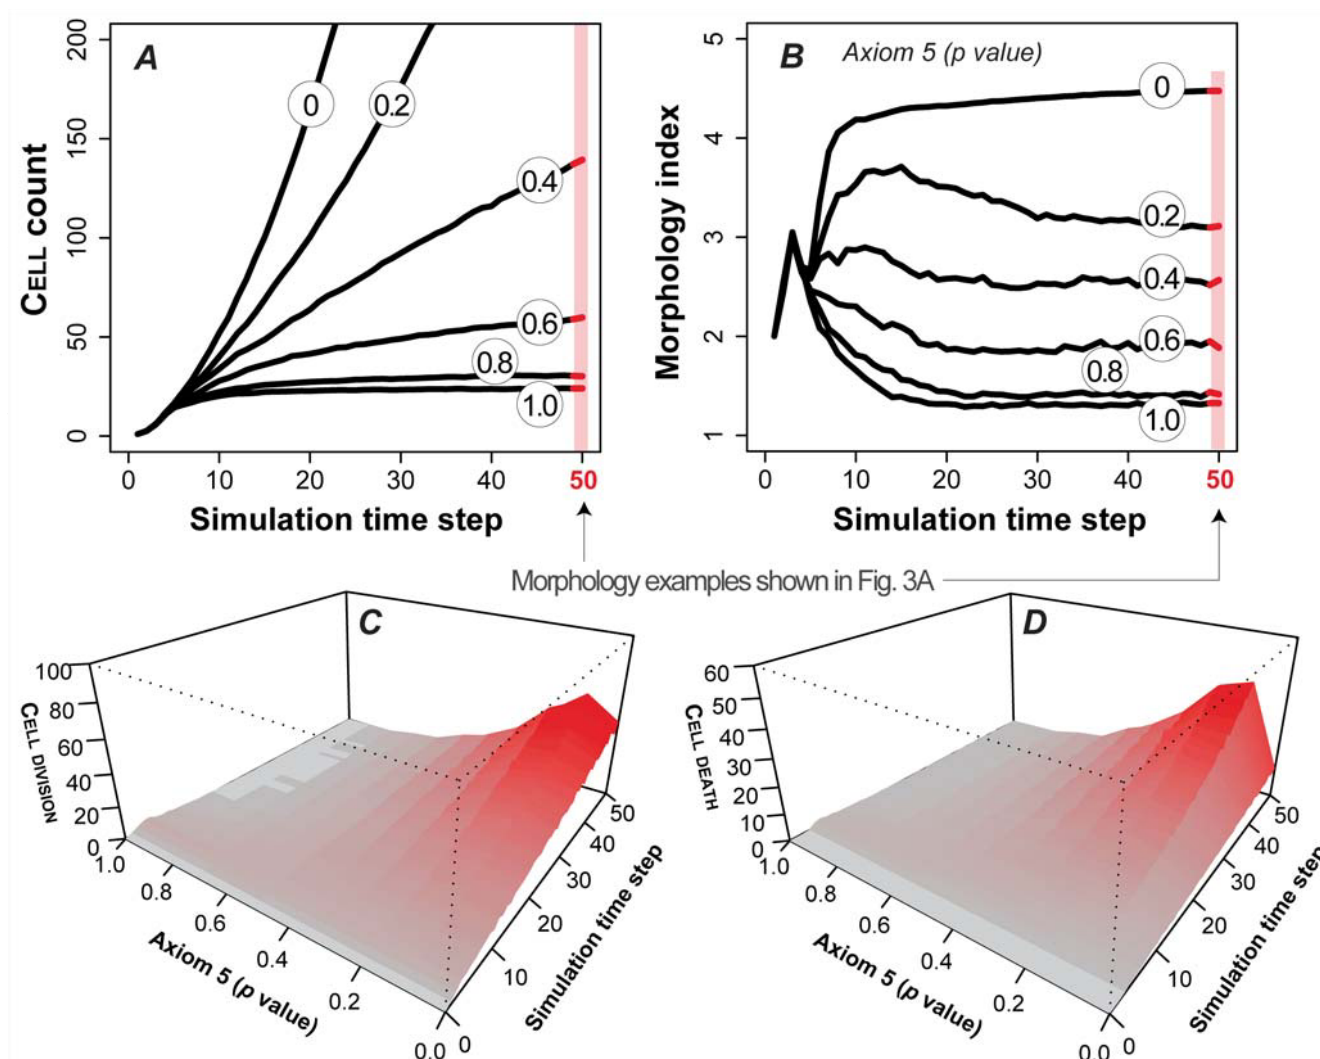 A
CELL count
200
150
100
50
0
0
0.2
0.4
0.6
0.8
1.0
0 10 20 30 40 50
Simulation time step
B Axiom 5 (p value)
Morphology index
5
4
3
2
1
0
0.2
0.4
0.6
0.8
1.0
0 10 20 30 40 50
Simulation time step
Morphology examples shown in Fig. 3A
C
CELL DIVISION
100
80
60
40
20
0
1.0 0.8 0.6 0.4 0.2 0.0
Axiom 5 (p value)
0 10 20 30 40 50
Simulation time step
D
CELL DEATH
60
50
40
30
20
10
0
1.0 0.8 0.6 0.4 0.2 0.0
Axiom 5 (p value)
0 10 20 30 40 50
Simulation time step